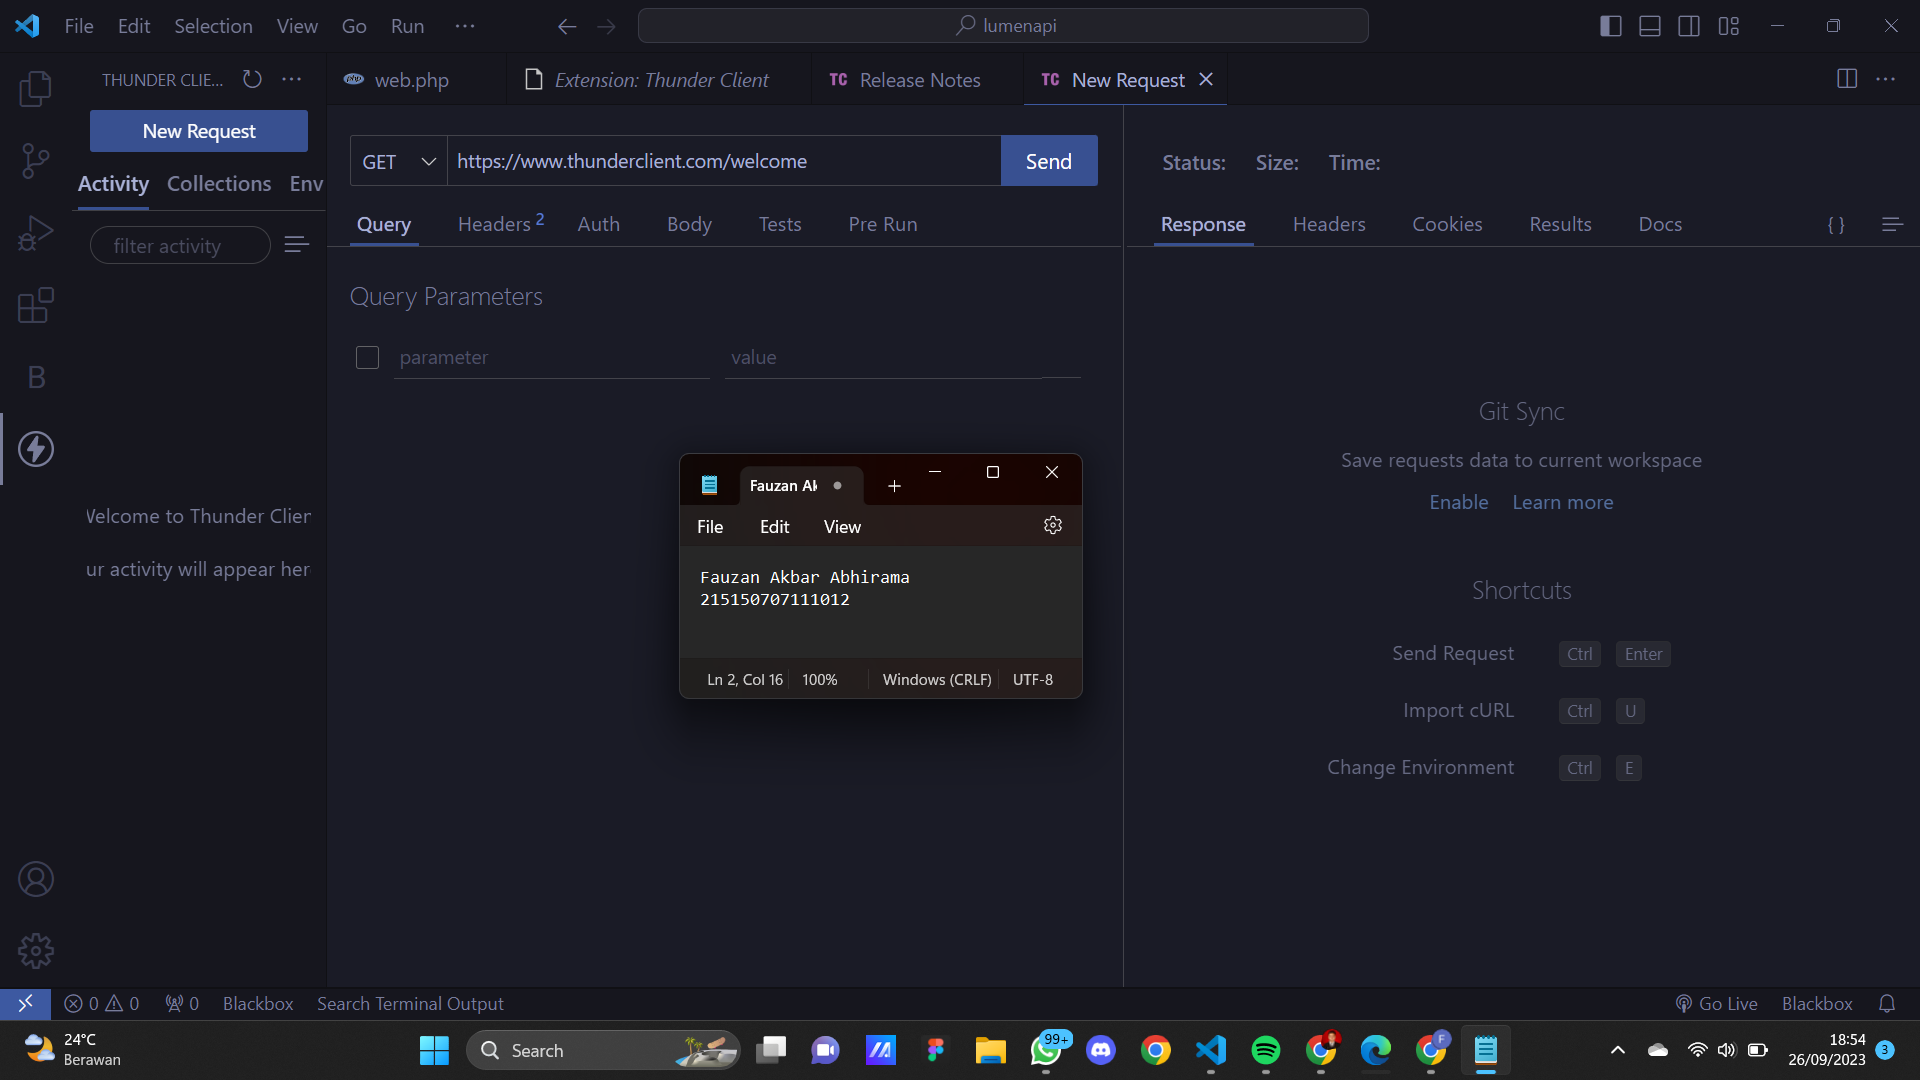 File Edit Selection View Go Run ...
lumenapi
THUNDER CLIE...
New Request
Activity Collections Env
filter activity
Welcome to Thunder Clien
ur activity will appear her
web.php
Extension: Thunder Client
TC Release Notes
TC New Request
GET https://www.thunderclient.com/welcome Send
Query Headers 2 Auth Body Tests Pre Run
Query Parameters
parameter value
Status: Size: Time:
Response Headers Cookies Results Docs { }
Git Sync
Save requests data to current workspace
Enable Learn more
Shortcuts
Send Request Ctrl Enter
Import cURL Ctrl U
Change Environment Ctrl E
Fauzan Ak
File Edit View
Fauzan Akbar Abhirama
215150707111012
Ln 2, Col 16 100% Windows (CRLF) UTF-8
B
0 0 0 Blackbox Search Terminal Output
Go Live Blackbox
24°C
Berawan
Search
99+
F
18:54
26/09/2023
3